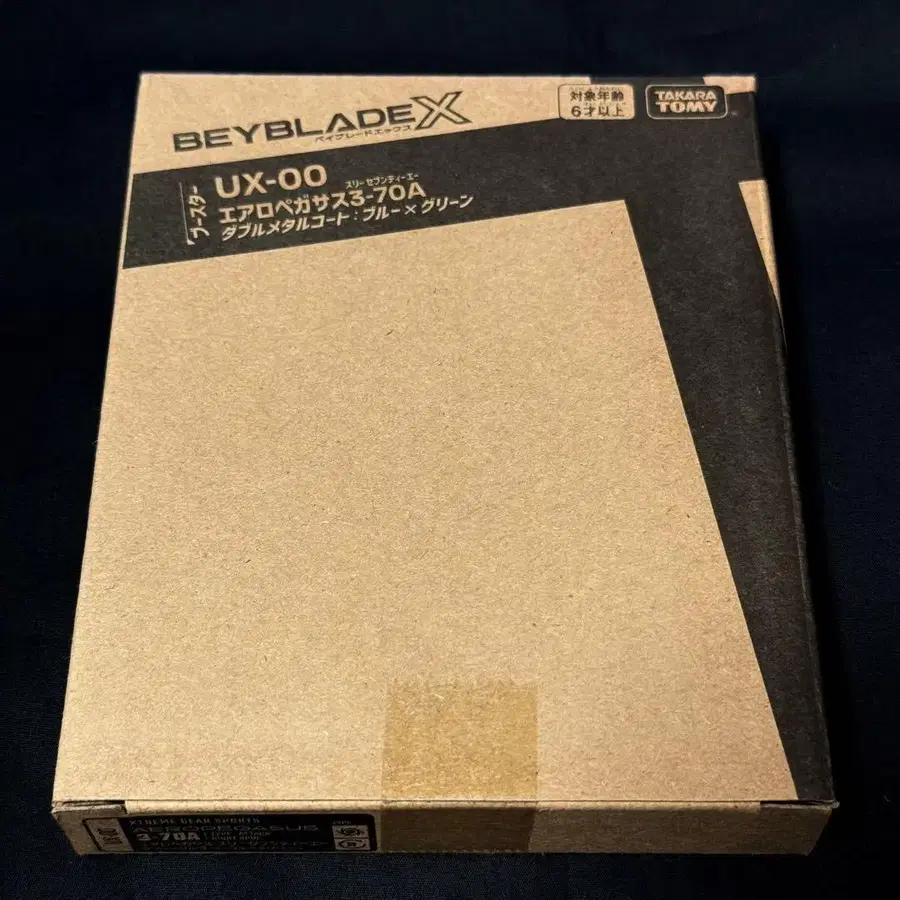 BEYBLADE X
ベイブレードエックス
対象年齢
6才以上
TAKARA
TOMY
ブースター
UX-00
スリーセブンティーエー
エアロペガサス3-70A
ダブルメタルコート：ブルー×グリーン
XTREME GEAR SPORTS
AEROPEGASUS
3-70A
UX-00